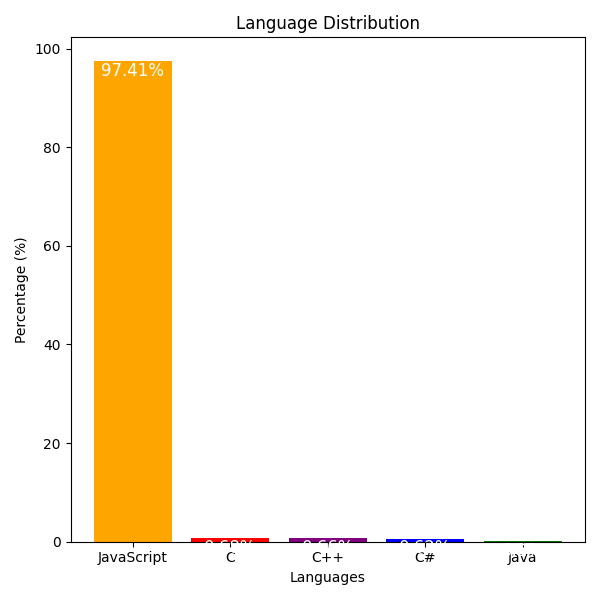 Language Distribution
Percentage (%)
100
80
60
40
20
0
97.41%
JavaScript
C
C++
C#
Java
Languages